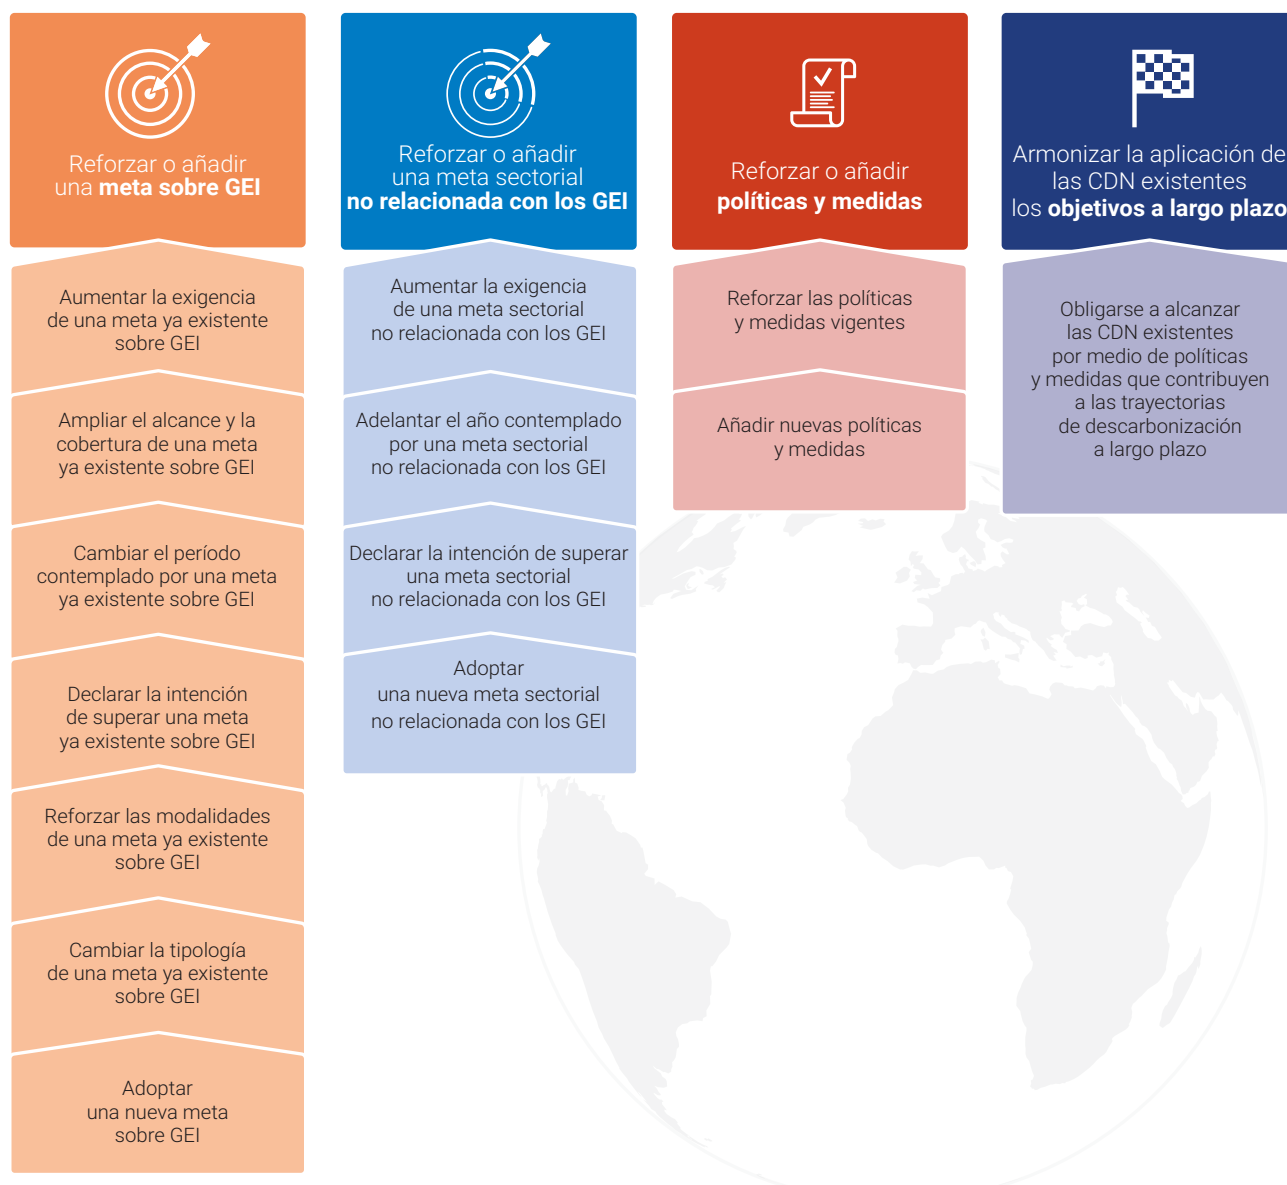 Reforzar o añadir
una meta sobre GEI
Aumentar la exigencia
de una meta ya existente
sobre GEI
Ampliar el alcance y la
cobertura de una meta
ya existente sobre GEI
Cambiar el período
contemplado por una meta
ya existente sobre GEI
Declarar la intención
de superar una meta
ya existente sobre GEI
Reforzar las modalidades
de una meta ya existente
sobre GEI
Cambiar la tipología
de una meta ya existente
sobre GEI
Adoptar
una nueva meta
sobre GEI
Reforzar o añadir
una meta sectorial
no relacionada con los GEI
Aumentar la exigencia
de una meta sectorial
no relacionada con los GEI
Adelantar el año contemplado
por una meta sectorial
no relacionada con los GEI
Declarar la intención de superar
una meta sectorial
no relacionada con los GEI
Adoptar
una nueva meta sectorial
no relacionada con los GEI
Reforzar o añadir
políticas y medidas
Reforzar las políticas
y medidas vigentes
Añadir nuevas políticas
y medidas
Armonizar la aplicación de
las CDN existentes
los objetivos a largo plazo
Obligarse a alcanzar
las CDN existentes
por medio de políticas
y medidas que contribuyen
a las trayectorias
de descarbonización
a largo plazo